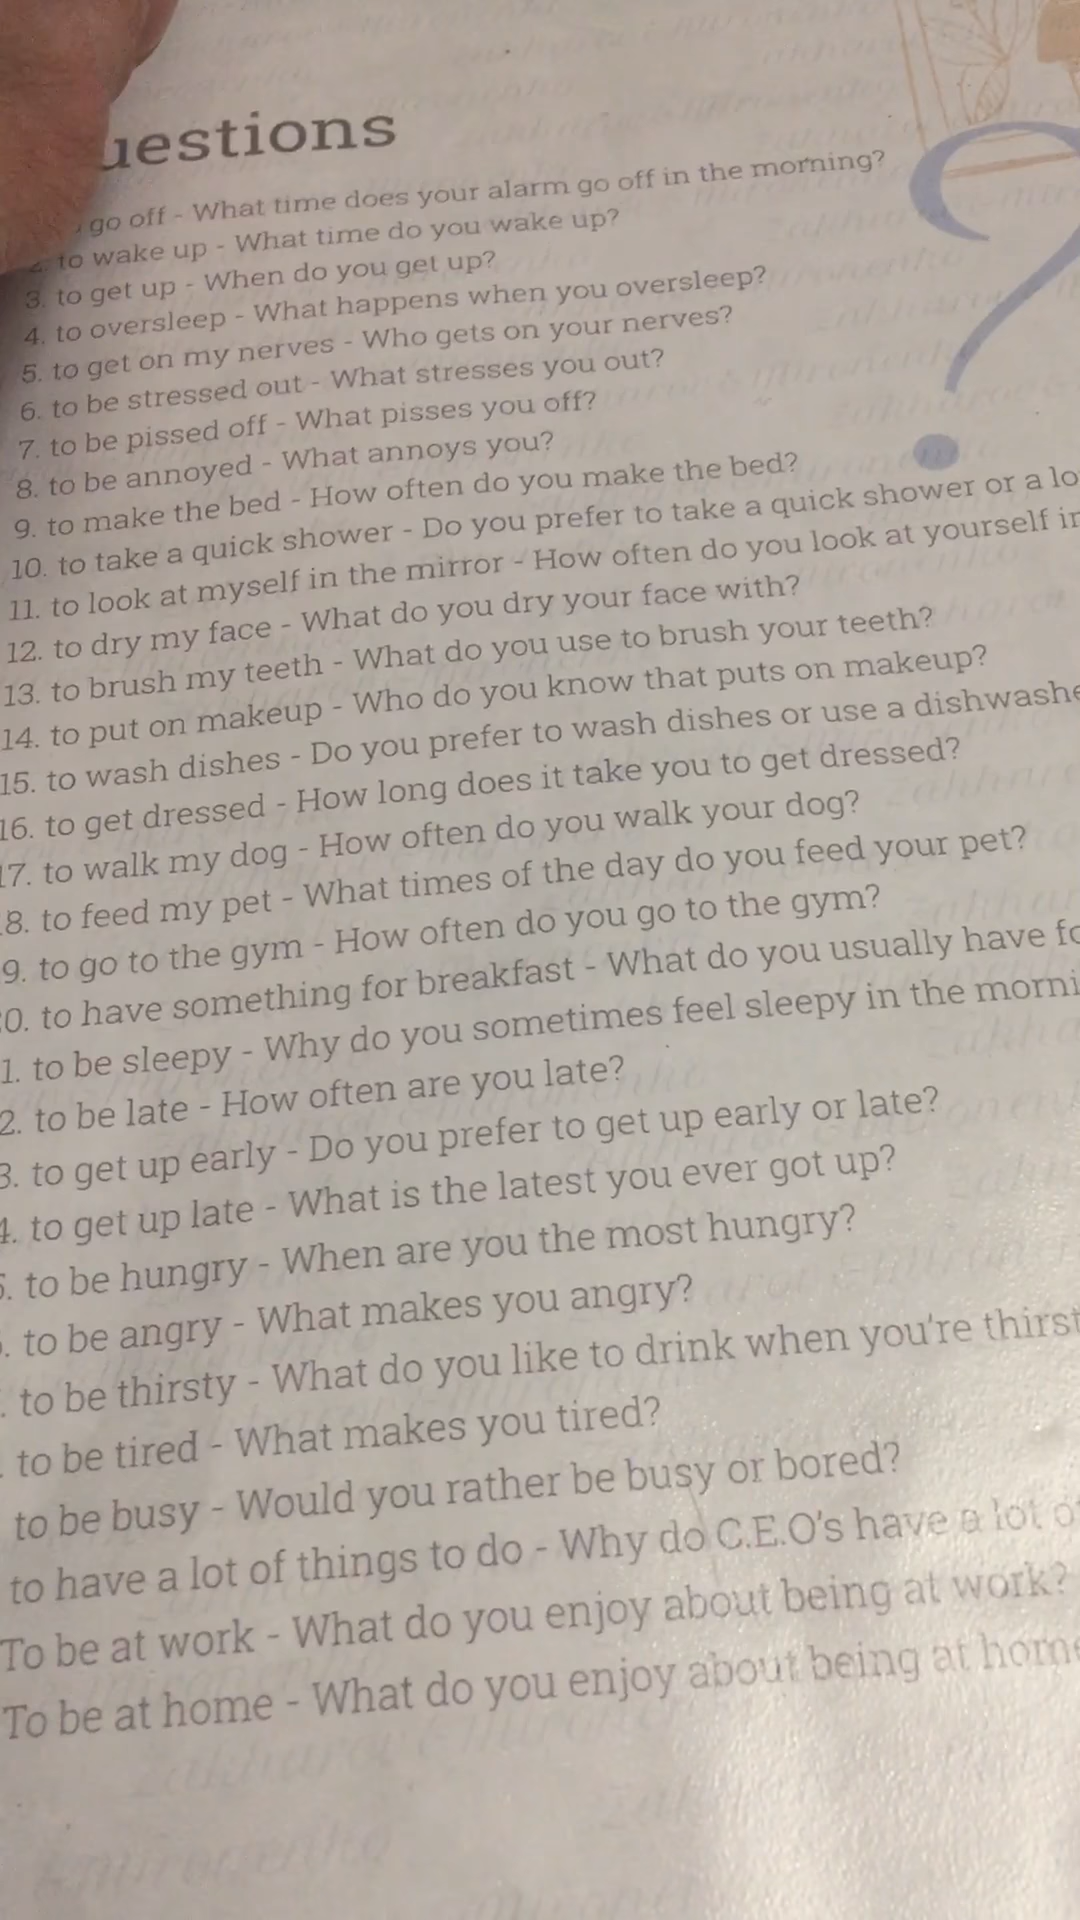 uestions
go off - What time does your alarm go off in the morning?
2. to wake up - What time do you wake up?
3. to get up - When do you get up?
4. to oversleep - What happens when you oversleep?
5. to get on my nerves - Who gets on your nerves?
6. to be stressed out - What stresses you out?
7. to be pissed off - What pisses you off?
8. to be annoyed - What annoys you?
9. to make the bed - How often do you make the bed?
10. to take a quick shower - Do you prefer to take a quick shower or a lo
11. to look at myself in the mirror - How often do you look at yourself in
12. to dry my face - What do you dry your face with?
13. to brush my teeth - What do you use to brush your teeth?
14. to put on makeup - Who do you know that puts on makeup?
15. to wash dishes - Do you prefer to wash dishes or use a dishwashe
16. to get dressed - How long does it take you to get dressed?
17. to walk my dog - How often do you walk your dog?
8. to feed my pet - What times of the day do you feed your pet?
9. to go to the gym - How often do you go to the gym?
0. to have something for breakfast - What do you usually have fo
1. to be sleepy - Why do you sometimes feel sleepy in the morni
2. to be late - How often are you late?
3. to get up early - Do you prefer to get up early or late?
4. to get up late - What is the latest you ever got up?
5. to be hungry - When are you the most hungry?
. to be angry - What makes you angry?
. to be thirsty - What do you like to drink when you're thirst
to be tired - What makes you tired?
to be busy - Would you rather be busy or bored?
to have a lot of things to do - Why do C.E.O's have a lot o
To be at work - What do you enjoy about being at work?
To be at home - What do you enjoy about being at home
?